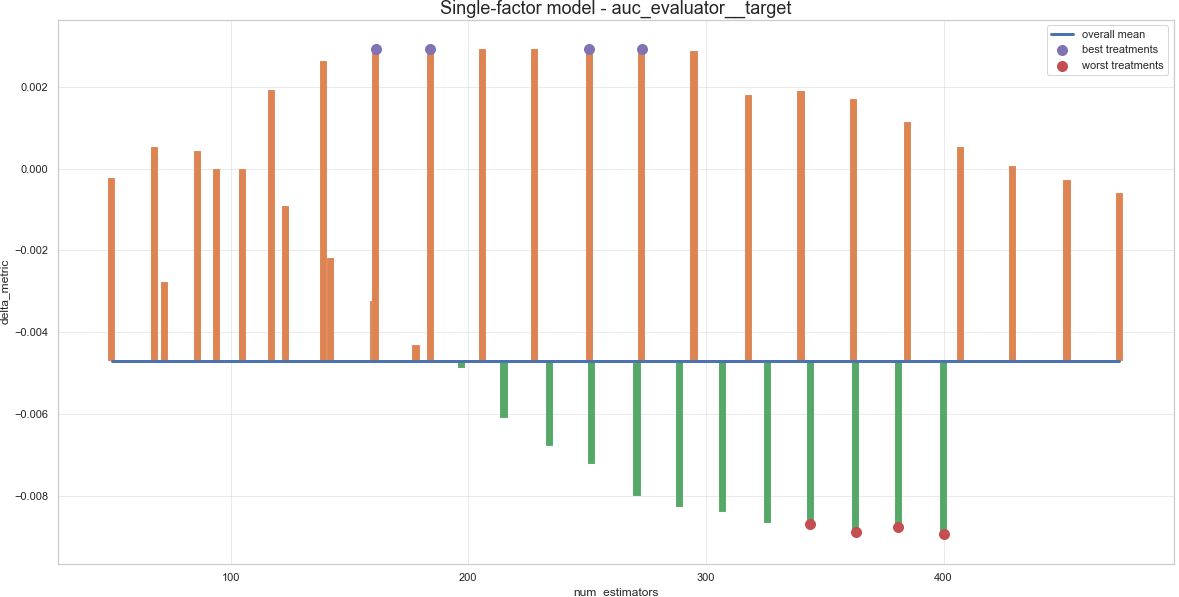 Single-factor model - auc_evaluator__target
overall mean
best treatments
worst treatments
0.002
0.000
−0.002
−0.004
−0.006
−0.008
delta_metric
100
200
300
400
num_estimators